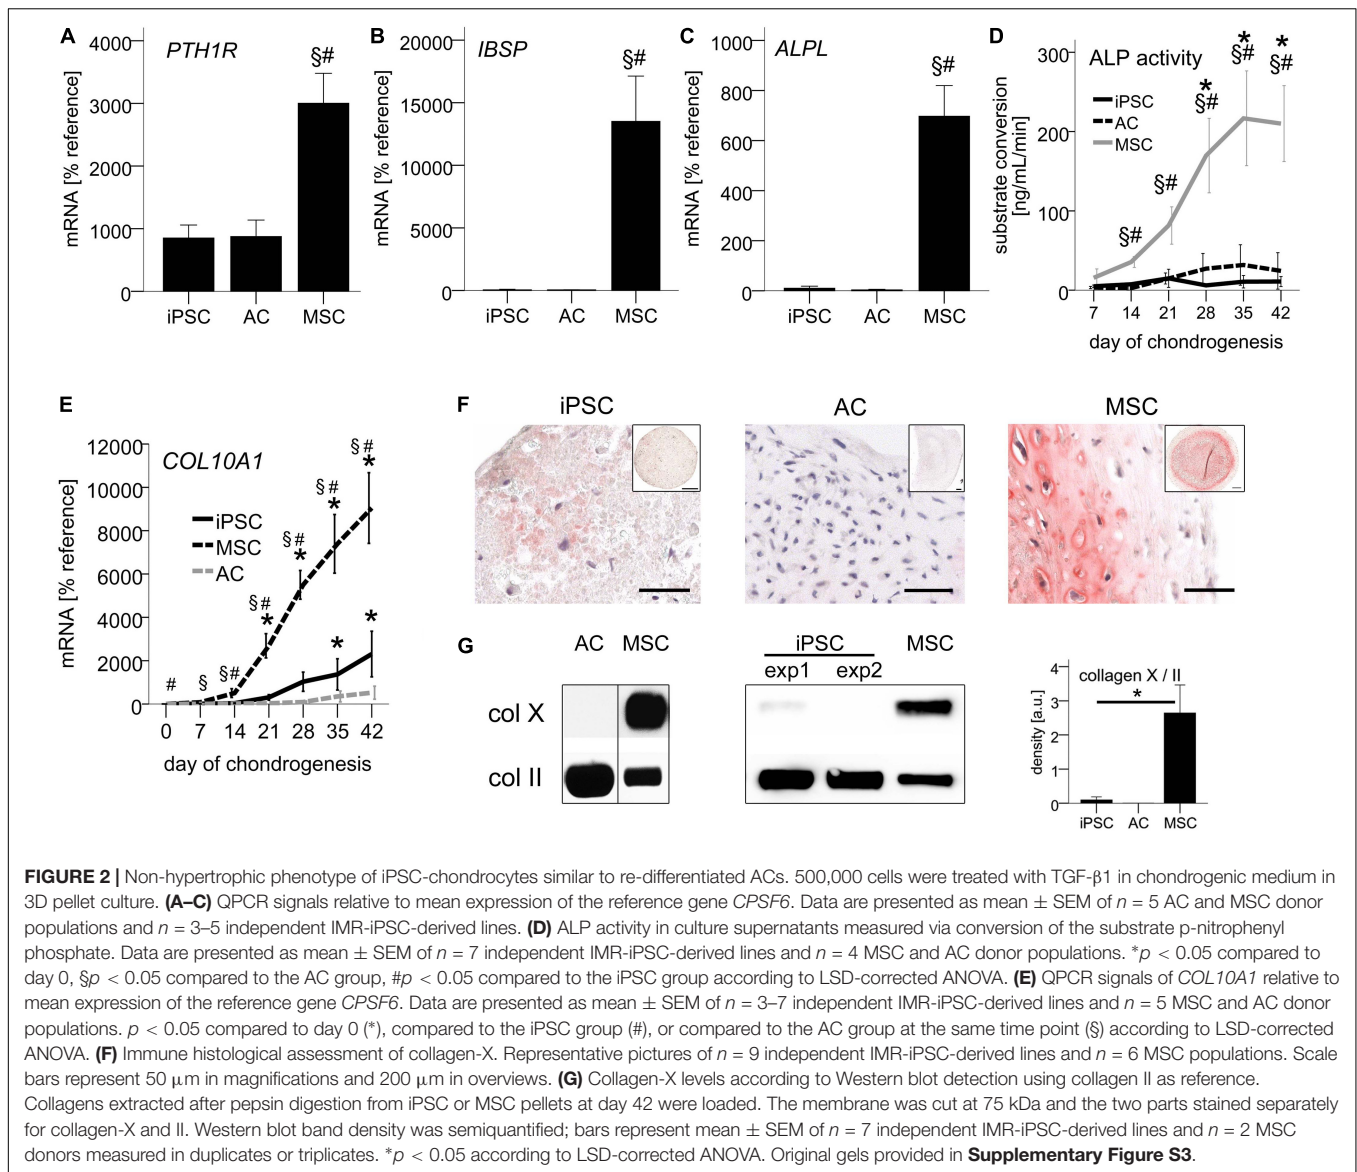 A
PTH1R
mRNA [% reference]
4000
3000
2000
1000
0
§#
iPSC AC MSC
B
IBSP
mRNA [% reference]
20000
15000
10000
5000
0
§#
iPSC AC MSC
C
ALPL
mRNA [% reference]
1000
800
600
400
200
0
§#
iPSC AC MSC
D
ALP activity
substrate conversion
[ng/mL/min]
300
200
100
0
iPSC
AC
MSC
§#
§#
*
§#
*
§#
*
§#
7 14 21 28 35 42
day of chondrogenesis
E
COL10A1
mRNA [% reference]
12000
10000
8000
6000
4000
2000
0
iPSC
MSC
AC
#
§
§#
§#
*
§#
*
§#
*
§#
*
*
*
0 7 14 21 28 35 42
day of chondrogenesis
F
iPSC AC MSC
G
AC MSC
iPSC MSC
exp1 exp2
col X
col II
collagen X / II
density [a.u.]
4
3
2
1
0
*
iPSC AC MSC
FIGURE 2 | Non-hypertrophic phenotype of iPSC-chondrocytes similar to re-differentiated ACs. 500,000 cells were treated with TGF-β1 in chondrogenic medium in
3D pellet culture. (A–C) QPCR signals relative to mean expression of the reference gene CPSF6. Data are presented as mean ± SEM of n = 5 AC and MSC donor
populations and n = 3–5 independent IMR-iPSC-derived lines. (D) ALP activity in culture supernatants measured via conversion of the substrate p-nitrophenyl
phosphate. Data are presented as mean ± SEM of n = 7 independent IMR-iPSC-derived lines and n = 4 MSC and AC donor populations. *p < 0.05 compared to
day 0, §p < 0.05 compared to the AC group, #p < 0.05 compared to the iPSC group according to LSD-corrected ANOVA. (E) QPCR signals of COL10A1 relative to
mean expression of the reference gene CPSF6. Data are presented as mean ± SEM of n = 3–7 independent IMR-iPSC-derived lines and n = 5 MSC and AC donor
populations. p < 0.05 compared to day 0 (*), compared to the iPSC group (#), or compared to the AC group at the same time point (§) according to LSD-corrected
ANOVA. (F) Immune histological assessment of collagen-X. Representative pictures of n = 9 independent IMR-iPSC-derived lines and n = 6 MSC populations. Scale
bars represent 50 μm in magnifications and 200 μm in overviews. (G) Collagen-X levels according to Western blot detection using collagen II as reference.
Collagens extracted after pepsin digestion from iPSC or MSC pellets at day 42 were loaded. The membrane was cut at 75 kDa and the two parts stained separately
for collagen-X and II. Western blot band density was semiquantified; bars represent mean ± SEM of n = 7 independent IMR-iPSC-derived lines and n = 2 MSC
donors measured in duplicates or triplicates. *p < 0.05 according to LSD-corrected ANOVA. Original gels provided in Supplementary Figure S3.